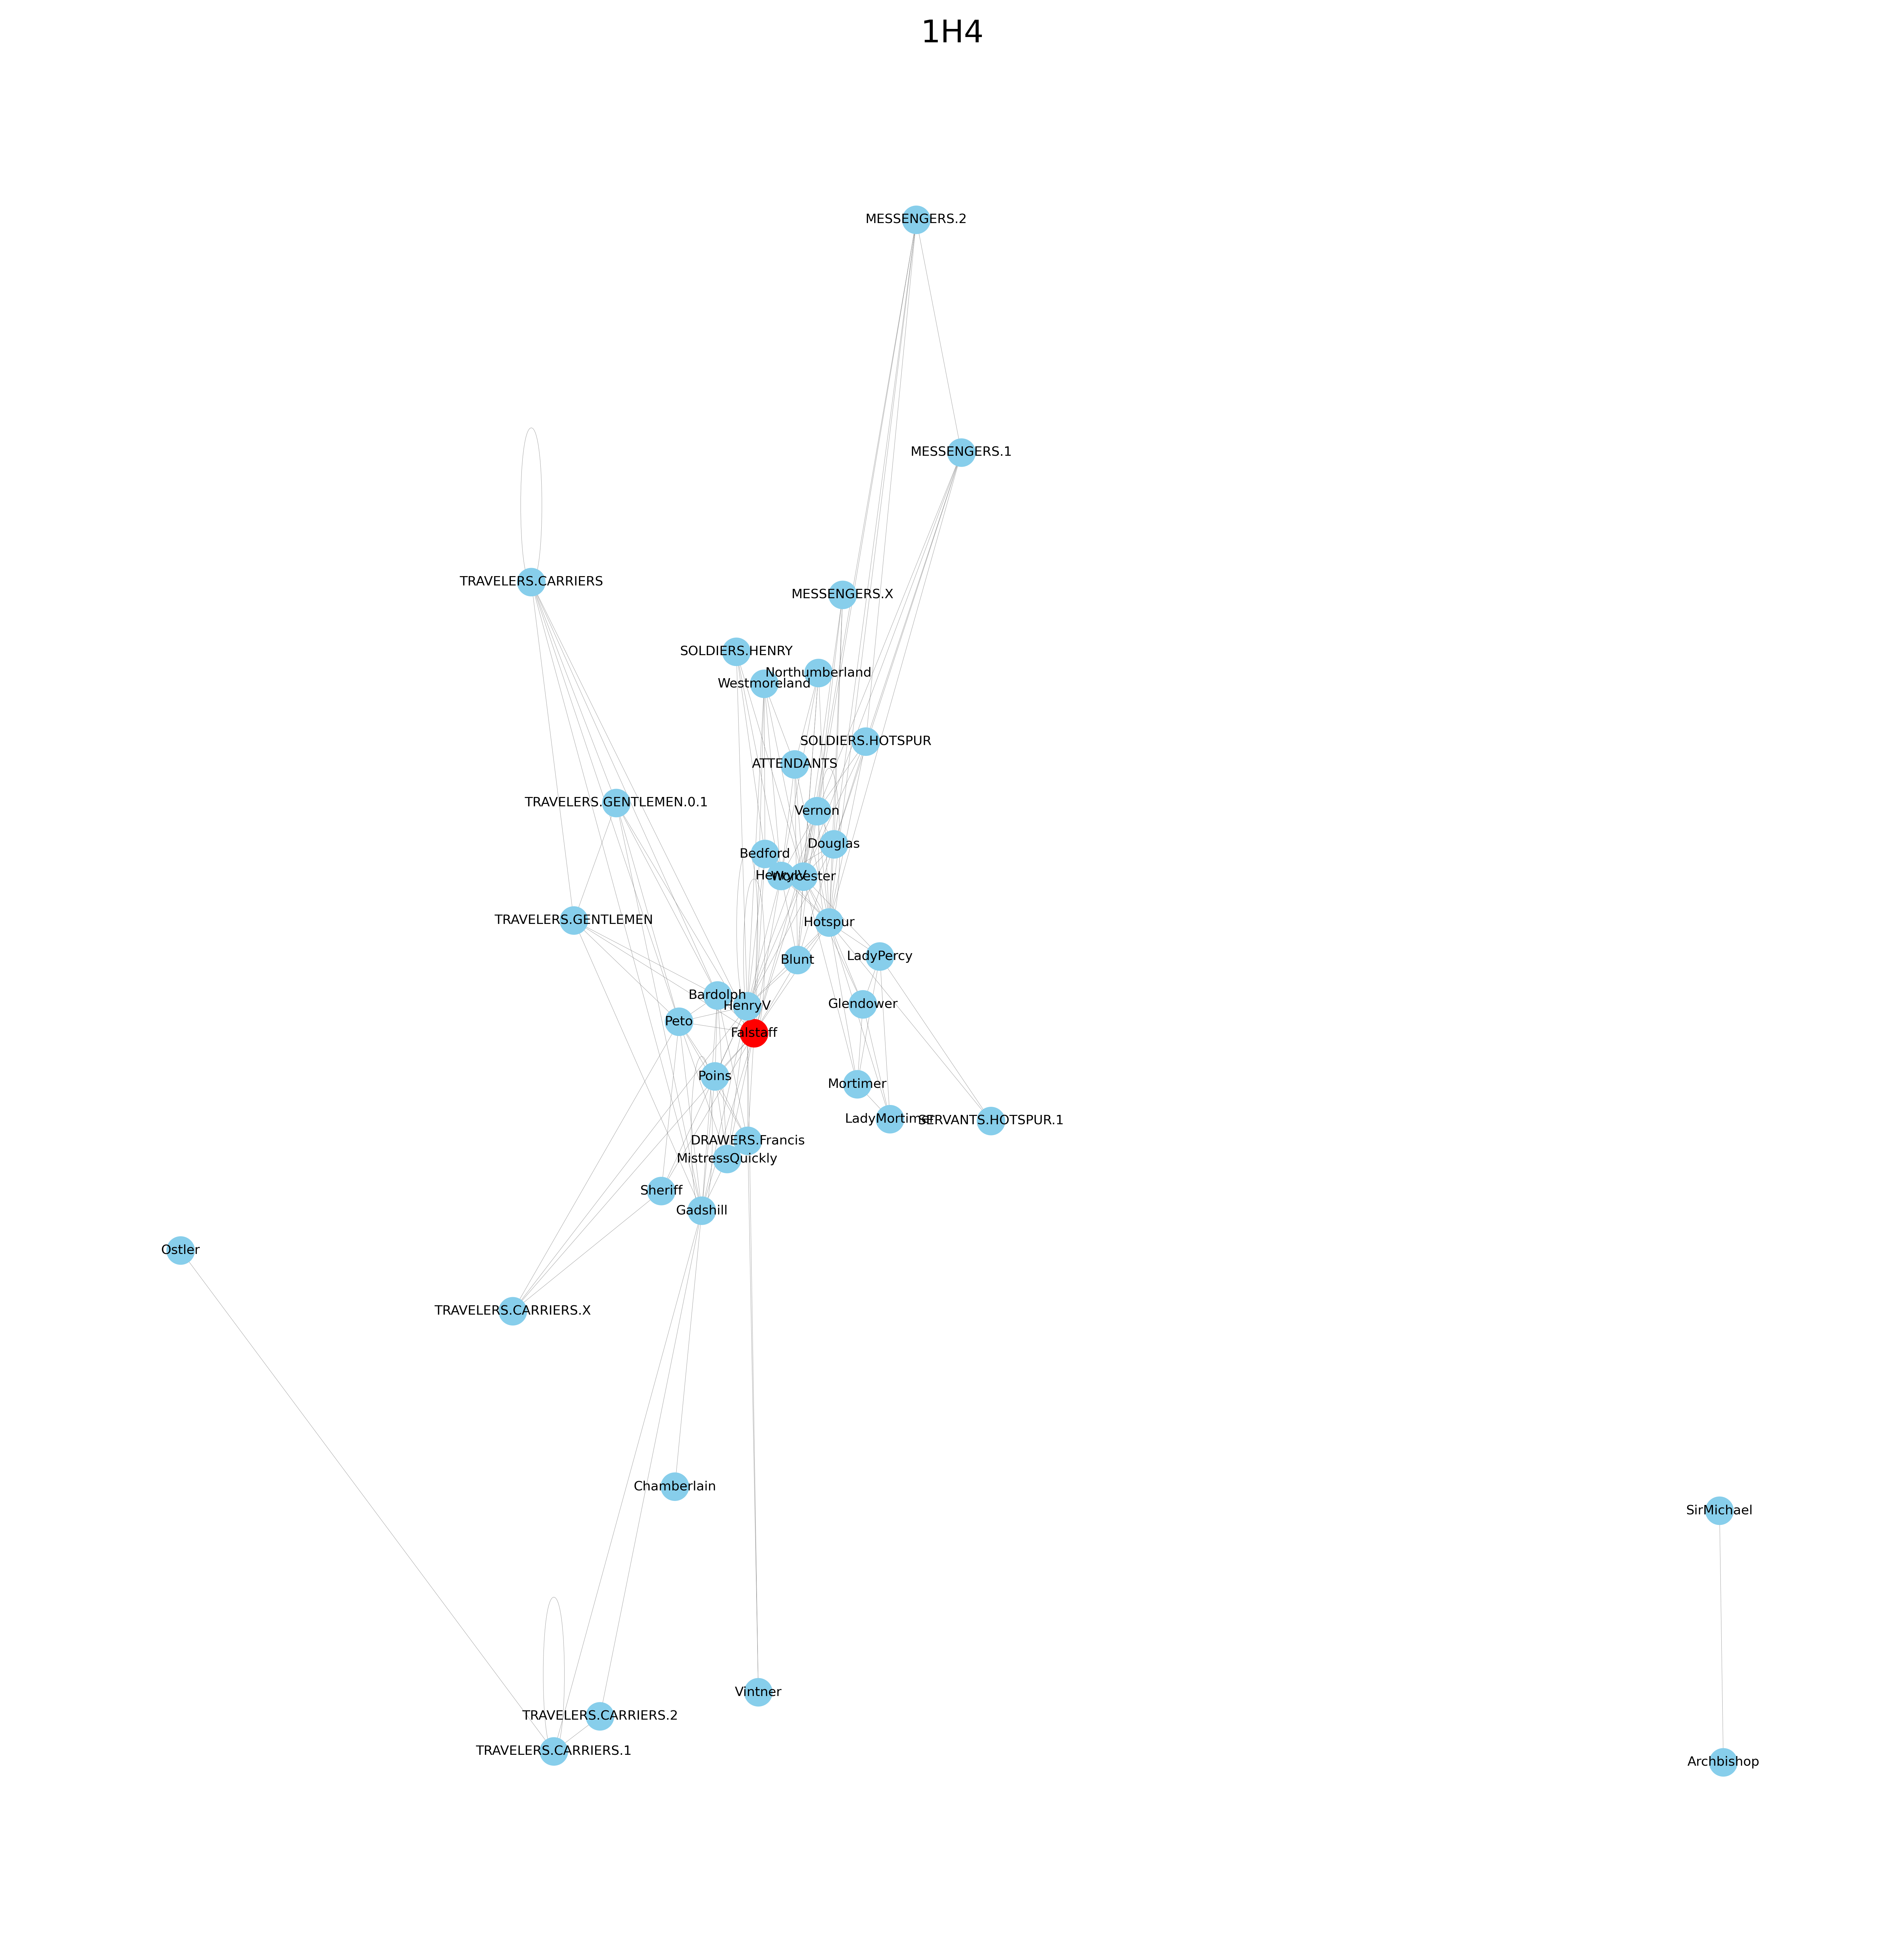 1H4
MESSENGERS.2
MESSENGERS.1
TRAVELERS.CARRIERS
MESSENGERS.X
SOLDIERS.HENRY
Northumberland
Westmoreland
SOLDIERS.HOTSPUR
ATTENDANTS
TRAVELERS.GENTLEMEN.0.1
Vernon
Douglas
Bedford
HenryIV
Worcester
TRAVELERS.GENTLEMEN
Hotspur
LadyPercy
Blunt
Bardolph
Glendower
HenryV
Peto
Falstaff
Poins
Mortimer
LadyMortimer
SERVANTS.HOTSPUR.1
DRAWERS.Francis
MistressQuickly
Sheriff
Gadshill
Ostler
TRAVELERS.CARRIERS.X
Chamberlain
SirMichael
Vintner
TRAVELERS.CARRIERS.2
TRAVELERS.CARRIERS.1
Archbishop